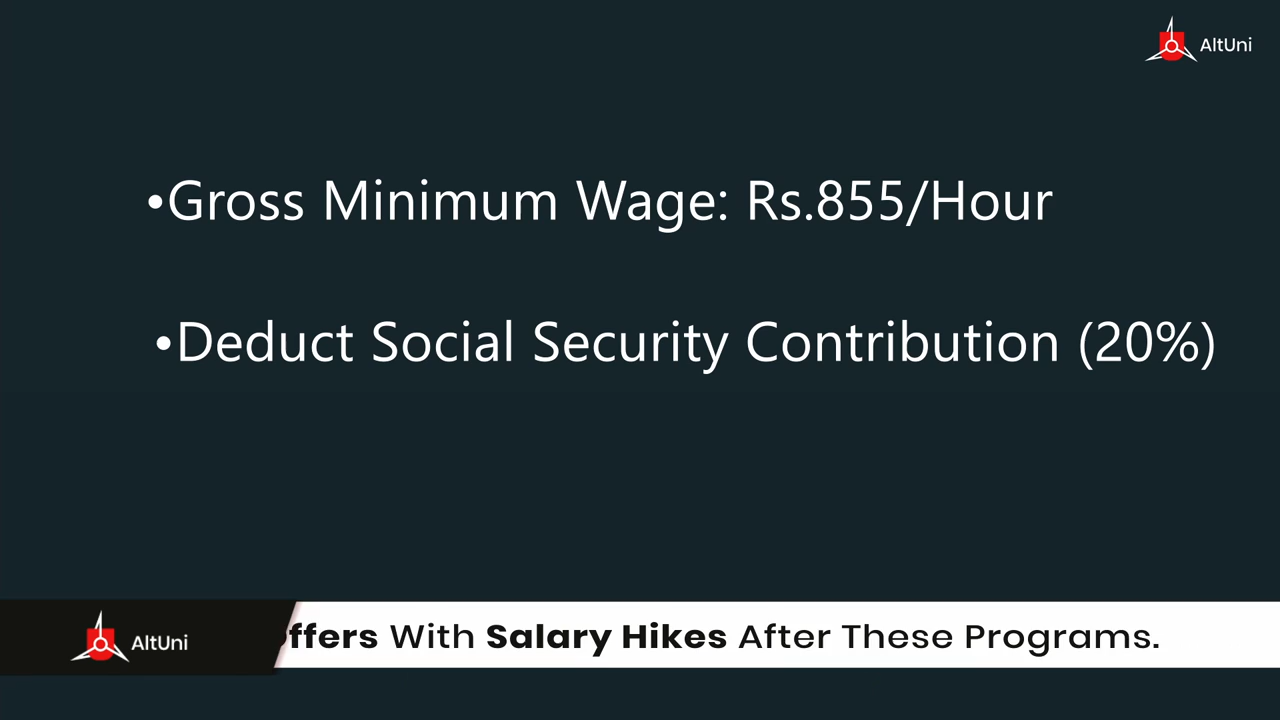 AltUni
•Gross Minimum Wage: Rs.855/Hour
•Deduct Social Security Contribution (20%)
AltUni
ffers With Salary Hikes After These Programs.